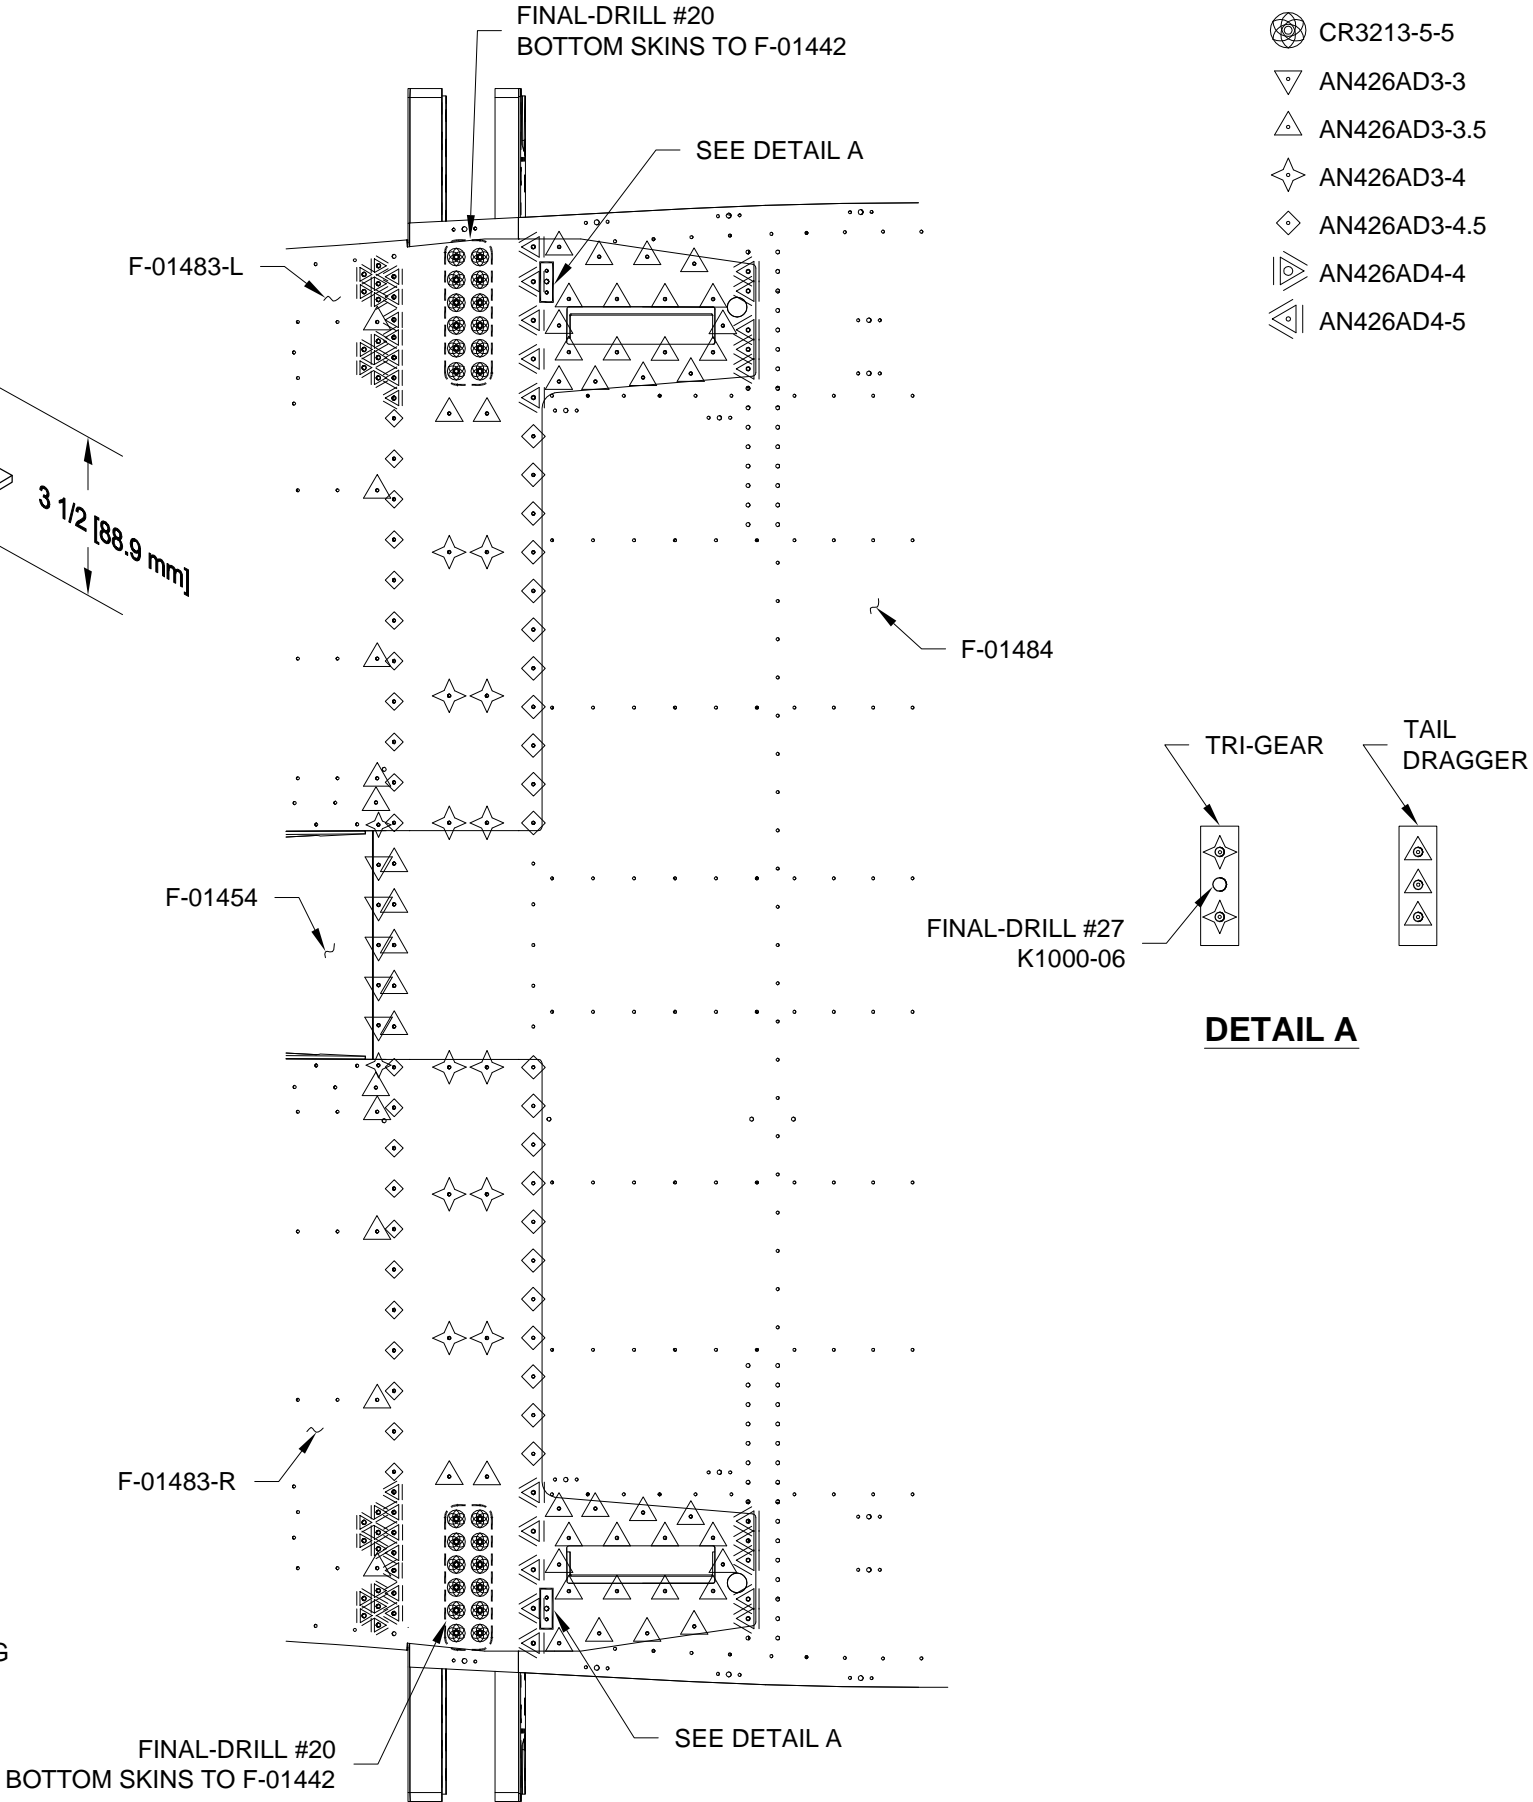 FINAL-DRILL #20
BOTTOM SKINS TO F-01442
CR3213-5-5
AN426AD3-3
AN426AD3-3.5
AN426AD3-4
AN426AD3-4.5
AN426AD4-4
AN426AD4-5
SEE DETAIL A
F-01483-L
3 1/2 [88.9 mm]
F-01484
TRI-GEAR
TAIL
DRAGGER
F-01454
FINAL-DRILL #27
K1000-06
DETAIL A
F-01483-R
G
SEE DETAIL A
FINAL-DRILL #20
BOTTOM SKINS TO F-01442